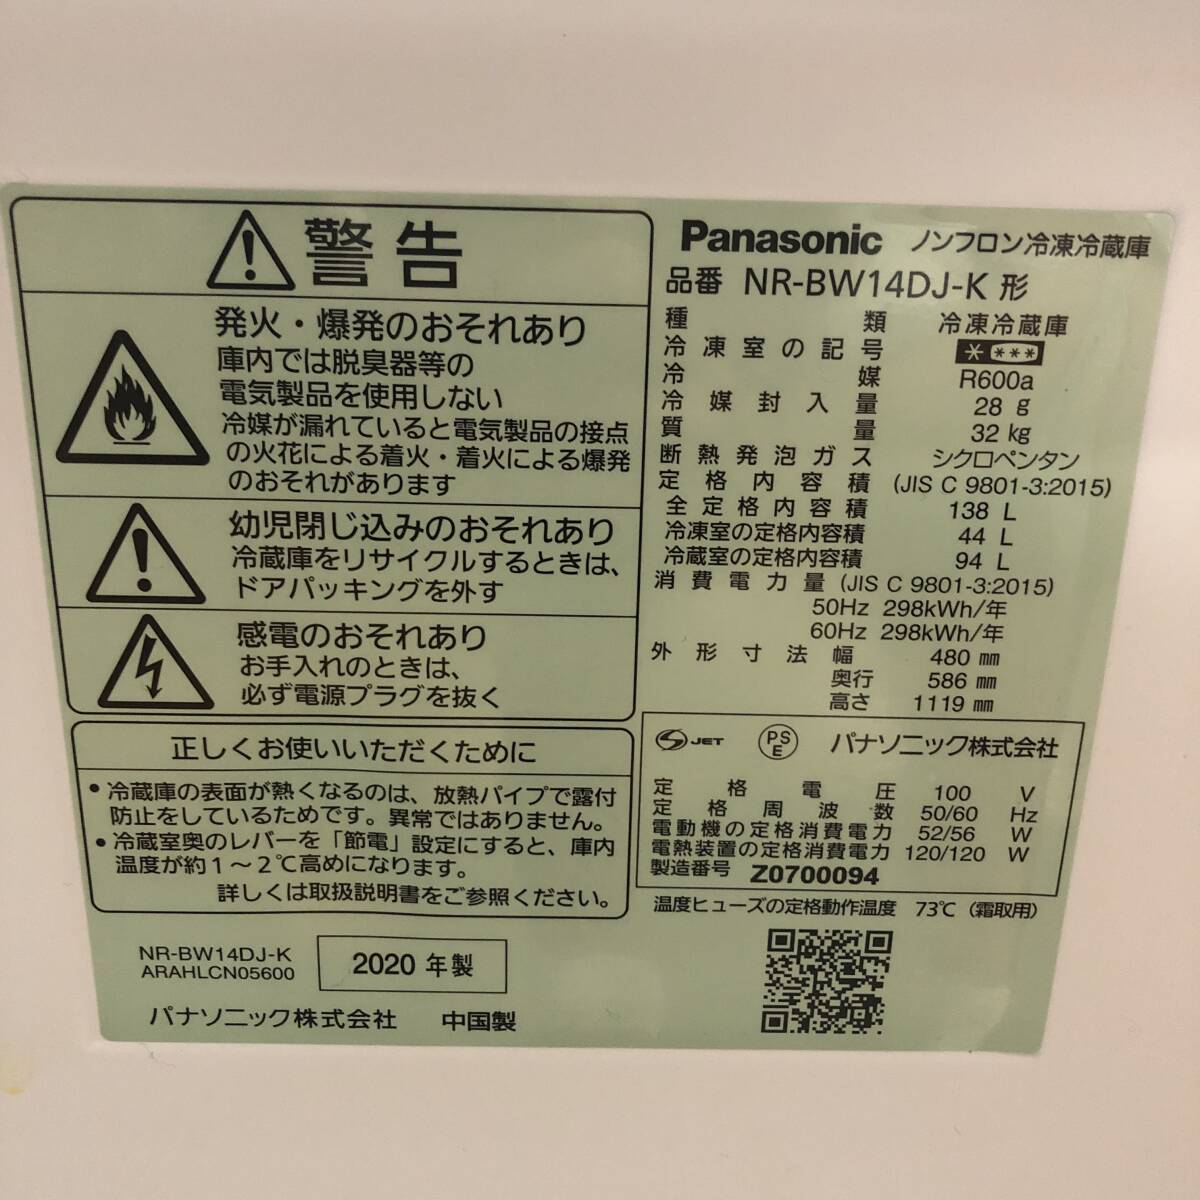 警告
発火・爆発のおそれあり
庫内では脱臭器等の
電気製品を使用しない
冷媒が漏れていると電気製品の接点
の火花による着火・着火による爆発
のおそれがあります
幼児閉じ込みのおそれあり
冷蔵庫をリサイクルするときは、
ドアパッキングを外す
感電のおそれあり
お手入れのときは、
必ず電源プラグを抜く
正しくお使いいただくために
•冷蔵庫の表面が熱くなるのは、放熱パイプで露付
防止をしているためです。異常ではありません。
•冷蔵室奥のレバーを「節電」設定にすると、庫内
温度が約1～2℃高めになります。
詳しくは取扱説明書をご参照ください。
NR-BW14DJ-K
ARAHLCN05600
2020 年製
パナソニック株式会社 中国製
Panasonic ノンフロン冷凍冷蔵庫
品番 NR-BW14DJ-K 形
種類 冷凍冷蔵庫
冷凍室の記号 * ***
冷媒 R600a
冷媒封入量 28 g
質量 32 kg
断熱発泡ガス シクロペンタン
定格内容積 (JIS C 9801-3:2015)
全定格内容積 138 L
冷凍室の定格内容積 44 L
冷蔵室の定格内容積 94 L
消費電力量 (JIS C 9801-3:2015)
50Hz 298kWh/年
60Hz 298kWh/年
外形寸法幅 480 mm
奥行 586 mm
高さ 1119 mm
S JET PSE パナソニック株式会社
定格電圧 100 V
定格周波数 50/60 Hz
電動機の定格消費電力 52/56 W
電熱装置の定格消費電力 120/120 W
製造番号 Z0700094
温度ヒューズの定格動作温度 73℃（霜取用）